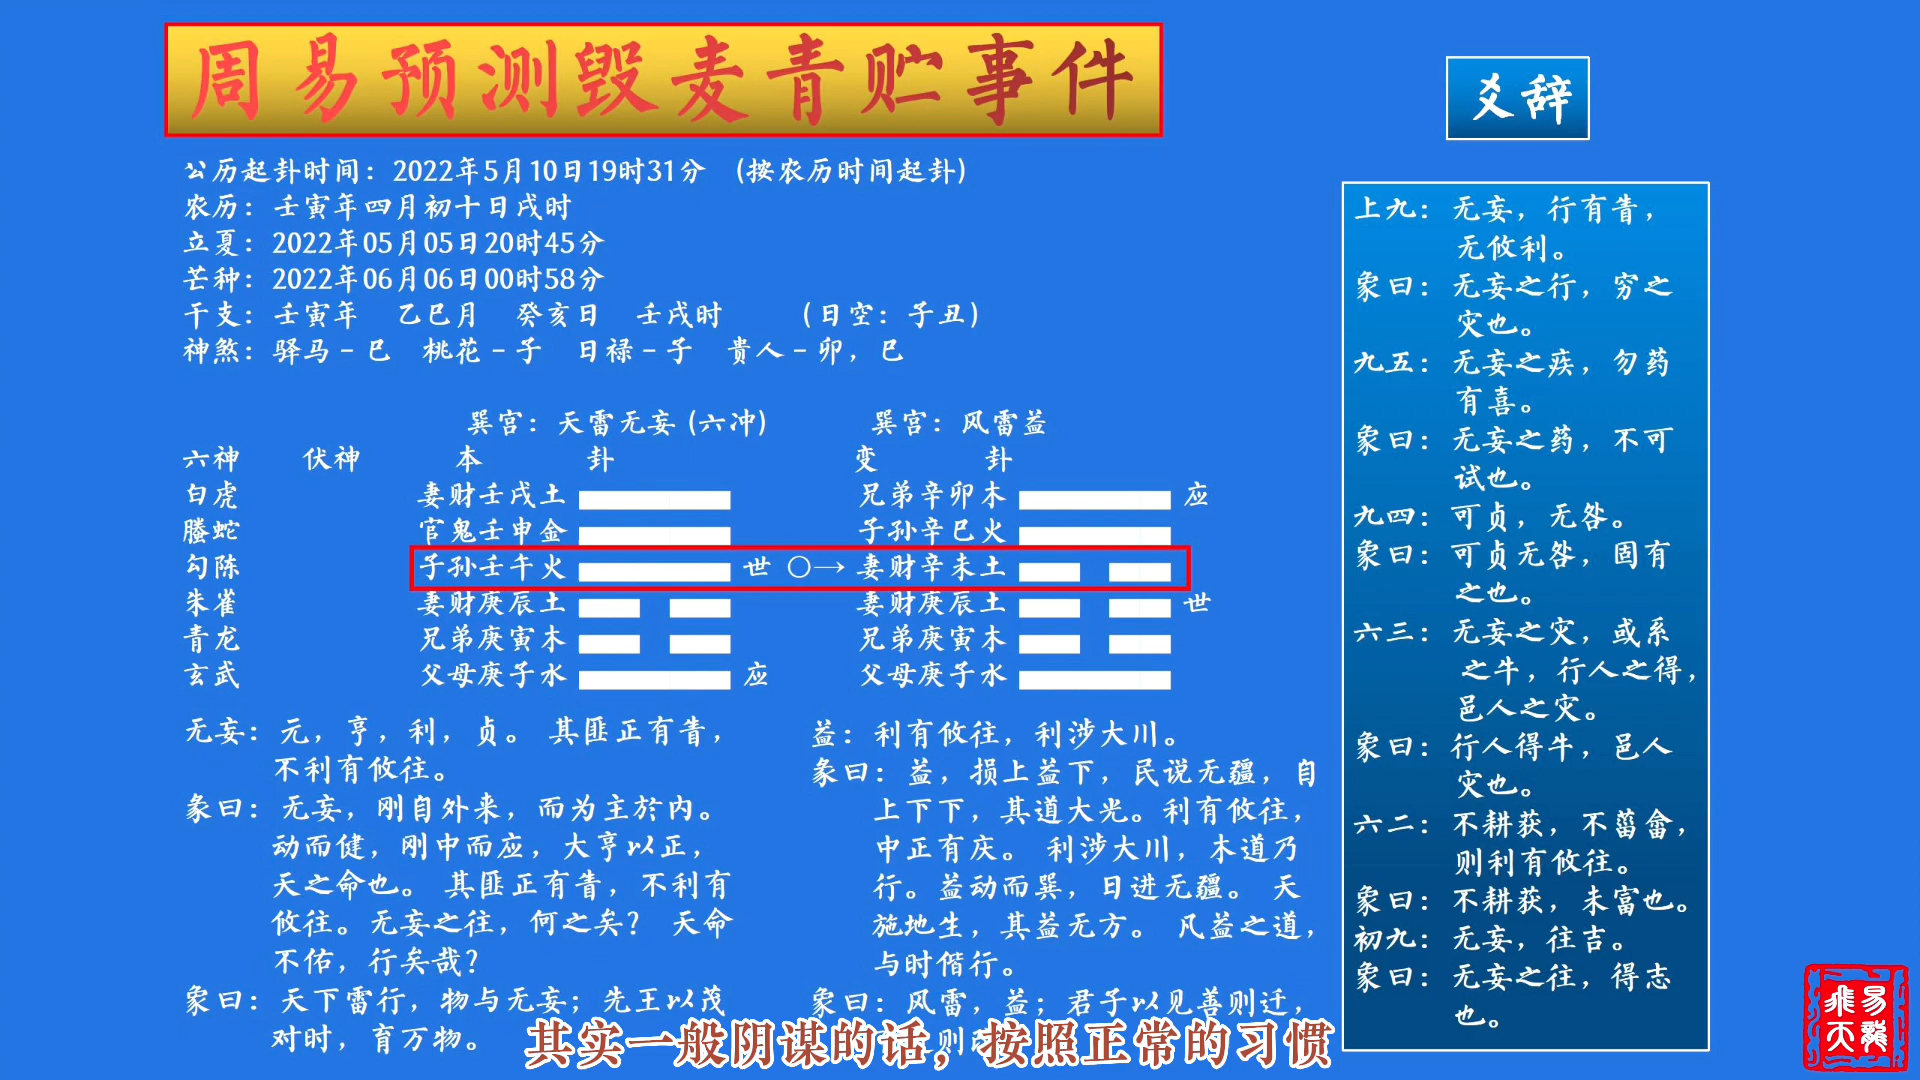 周易预测毁麦青贮事件
公历起卦时间：2022年5月10日19时31分 (按农历时间起卦)
农历：壬寅年四月初十日戌时
立夏：2022年05月05日20时45分
芒种：2022年06月06日00时58分
干支：壬寅年 乙巳月 癸亥日 壬戌时 (日空：子丑)
神煞：驿马-巳 桃花-子 日禄-子 贵人-卯，巳
巽宫：天雷无妄(六冲) 巽宫：风雷益
六神 伏神 本 卦 变 卦
白虎 妻财壬戌土 兄弟辛卯木 应
螣蛇 官鬼壬申金 子孙辛巳火
勾陈 子孙壬午火 世 ○→ 妻财辛未土
朱雀 妻财庚辰土 妻财庚辰土 世
青龙 兄弟庚寅木 兄弟庚寅木
玄武 父母庚子水 应 父母庚子水
无妄：元，亨，利，贞。 其匪正有眚，
不利有攸往。
彖曰：无妄，刚自外来，而为主於内。
动而健，刚中而应，大亨以正，
天之命也。 其匪正有眚，不利有
攸往。无妄之往，何之矣？ 天命
不佑，行矣哉？
象曰：天下雷行，物与无妄；先王以茂
对时，育万物。
益：利有攸往，利涉大川。
彖曰：益，损上益下，民说无疆，自
上下下，其道大光。利有攸往，
中正有庆。 利涉大川，木道乃
行。益动而巽，日进无疆。 天
施地生，其益无方。 凡益之道，
与时偕行。
象曰：风雷，益；君子以见善则迁，
则
爻辞
上九：无妄，行有眚，
无攸利。
象曰：无妄之行，穷之
灾也。
九五：无妄之疾，勿药
有喜。
象曰：无妄之药，不可
试也。
九四：可贞，无咎。
象曰：可贞无咎，固有
之也。
六三：无妄之灾，或系
之牛，行人之得，
邑人之灾。
象曰：行人得牛，邑人
灾也。
六二：不耕获，不菑畲，
则利有攸往。
象曰：不耕获，未富也。
初九：无妄，往吉。
象曰：无妄之往，得志
也。
其实一般阴谋的话，按照正常的习惯